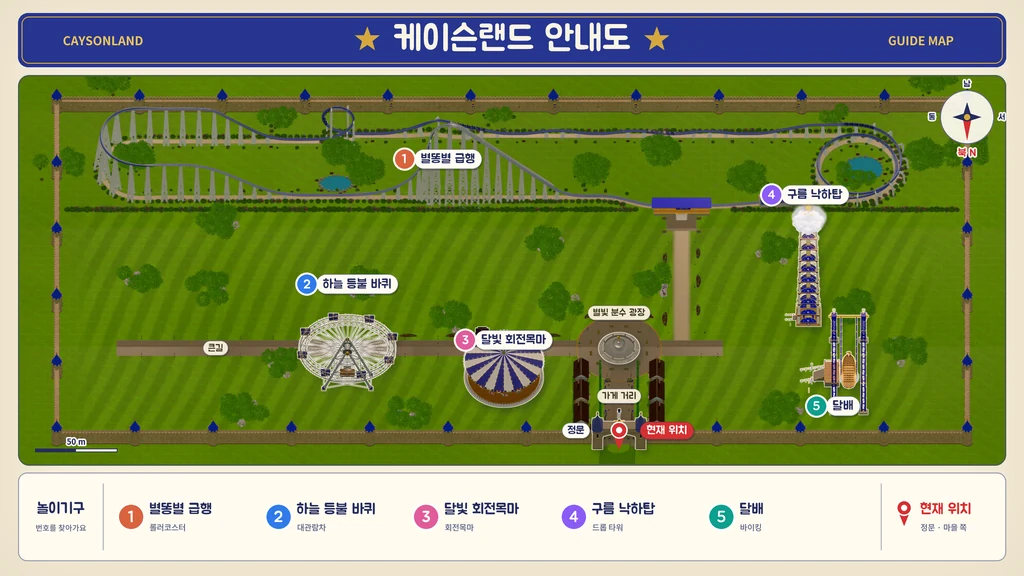 CAYSONLAND
★ 케이슨랜드 안내도 ★
GUIDE MAP
남
동
서
북 N
1 별똥별 급행
4 구름 낙하탑
2 하늘 등불 바퀴
별빛 분수 광장
3 달빛 회전목마
큰길
가게 거리
5 달배
정문
현재 위치
50 m
놀이기구
번호를 찾아가요
1 별똥별 급행
롤러코스터
2 하늘 등불 바퀴
대관람차
3 달빛 회전목마
회전목마
4 구름 낙하탑
드롭 타워
5 달배
바이킹
현재 위치
정문 · 마을 쪽